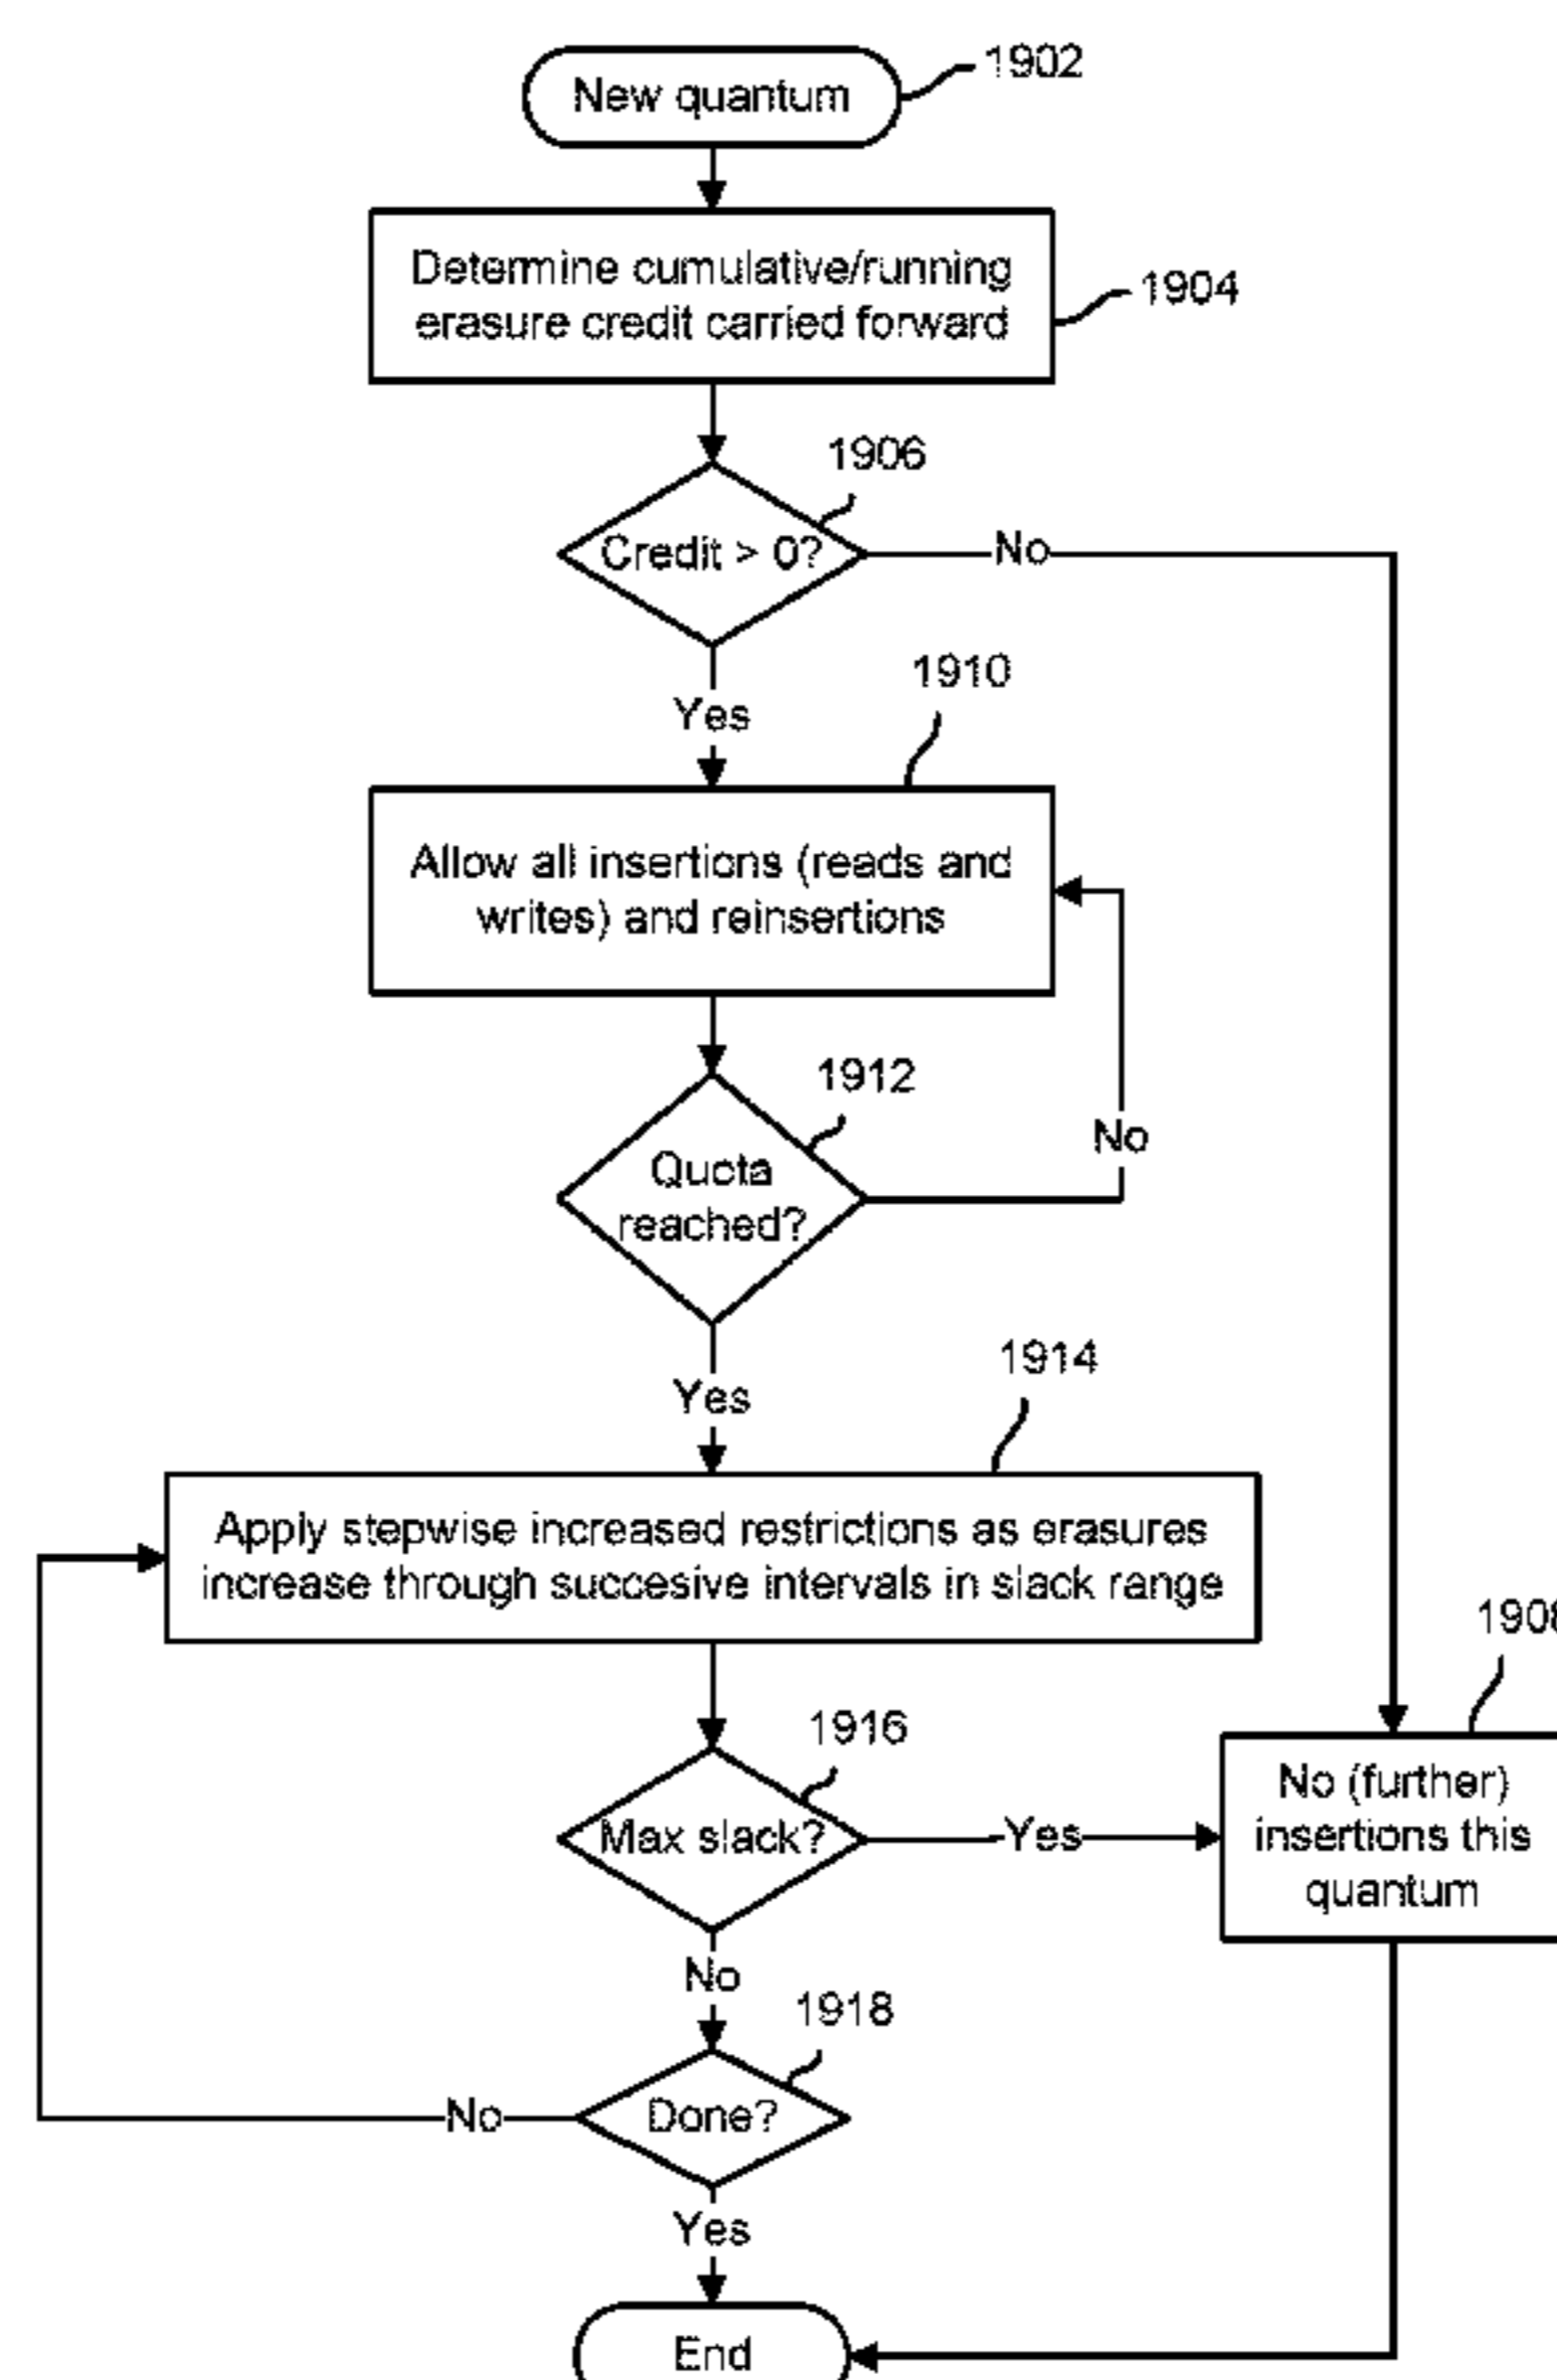 New quantum
1902
Determine cumulative/running
erasure credit carried forward
1904
1906
Credit > 0?
No
Yes
1910
Allow all insertions (reads and
writes) and reinsertions
1912
Quota
reached?
No
Yes
1914
Apply stepwise increased restrictions as erasures
increase through succesive intervals in slack range
1908
1916
Max slack?
Yes
No (further)
insertions this
quantum
No
1918
Done?
No
Yes
End